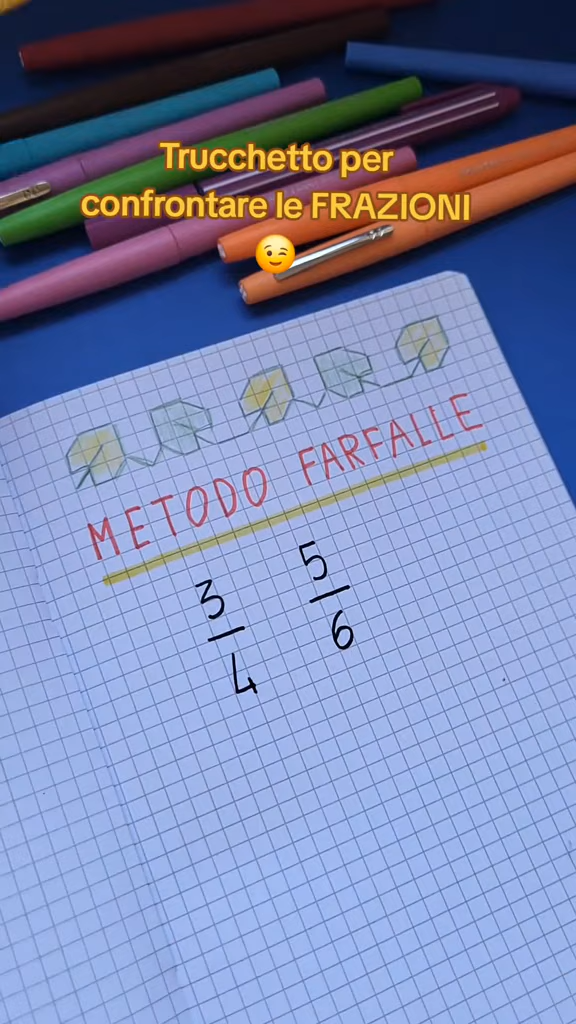 Trucchetto per
confrontare le FRAZIONI
😉
METODO FARFALLE
3 5
4 6